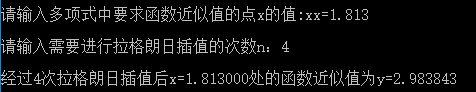 请输入多项式中要求函数近似值的点x的值:xx=1.813
请输入需要进行拉格朗日插值的次数n: 4
经过4次拉格朗日插值后x=1.813000处的函数近似值为y=2.983843